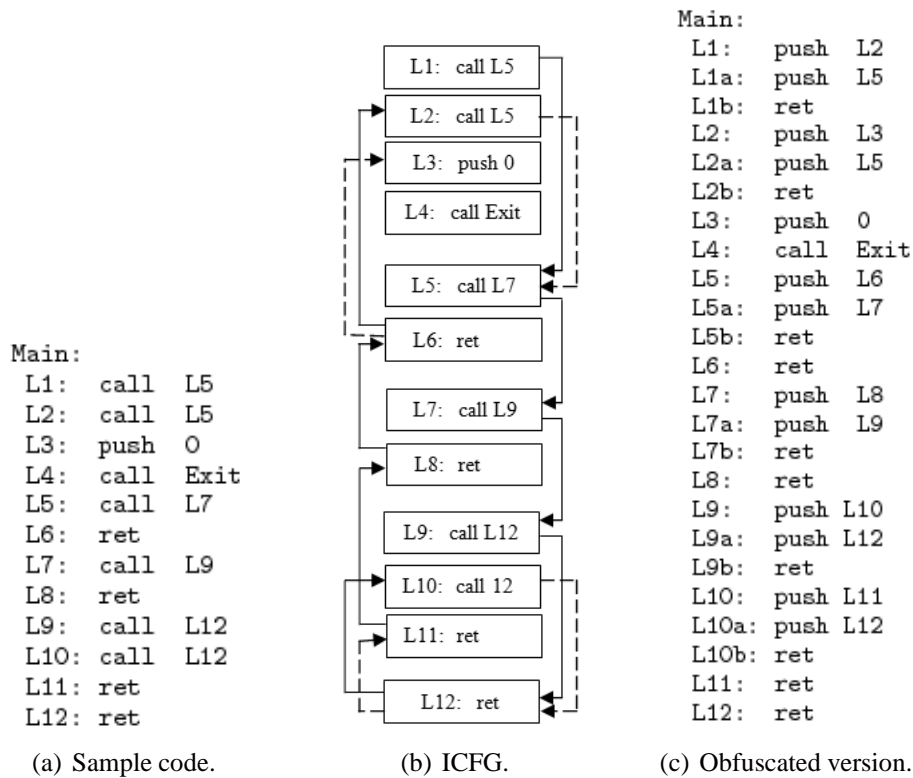 Main:
L1: call L5
L2: call L5
L3: push 0
L4: call Exit
L5: call L7
L6: ret
L7: call L9
L8: ret
L9: call L12
L10: call L12
L11: ret
L12: ret
(a) Sample code.
L1: call L5
L2: call L5
L3: push 0
L4: call Exit
L5: call L7
L6: ret
L7: call L9
L8: ret
L9: call L12
L10: call 12
L11: ret
L12: ret
(b) ICFG.
Main:
L1: push L2
L1a: push L5
L1b: ret
L2: push L3
L2a: push L5
L2b: ret
L3: push 0
L4: call Exit
L5: push L6
L5a: push L7
L5b: ret
L6: ret
L7: push L8
L7a: push L9
L7b: ret
L8: ret
L9: push L10
L9a: push L12
L9b: ret
L10: push L11
L10a: push L12
L10b: ret
L11: ret
L12: ret
(c) Obfuscated version.